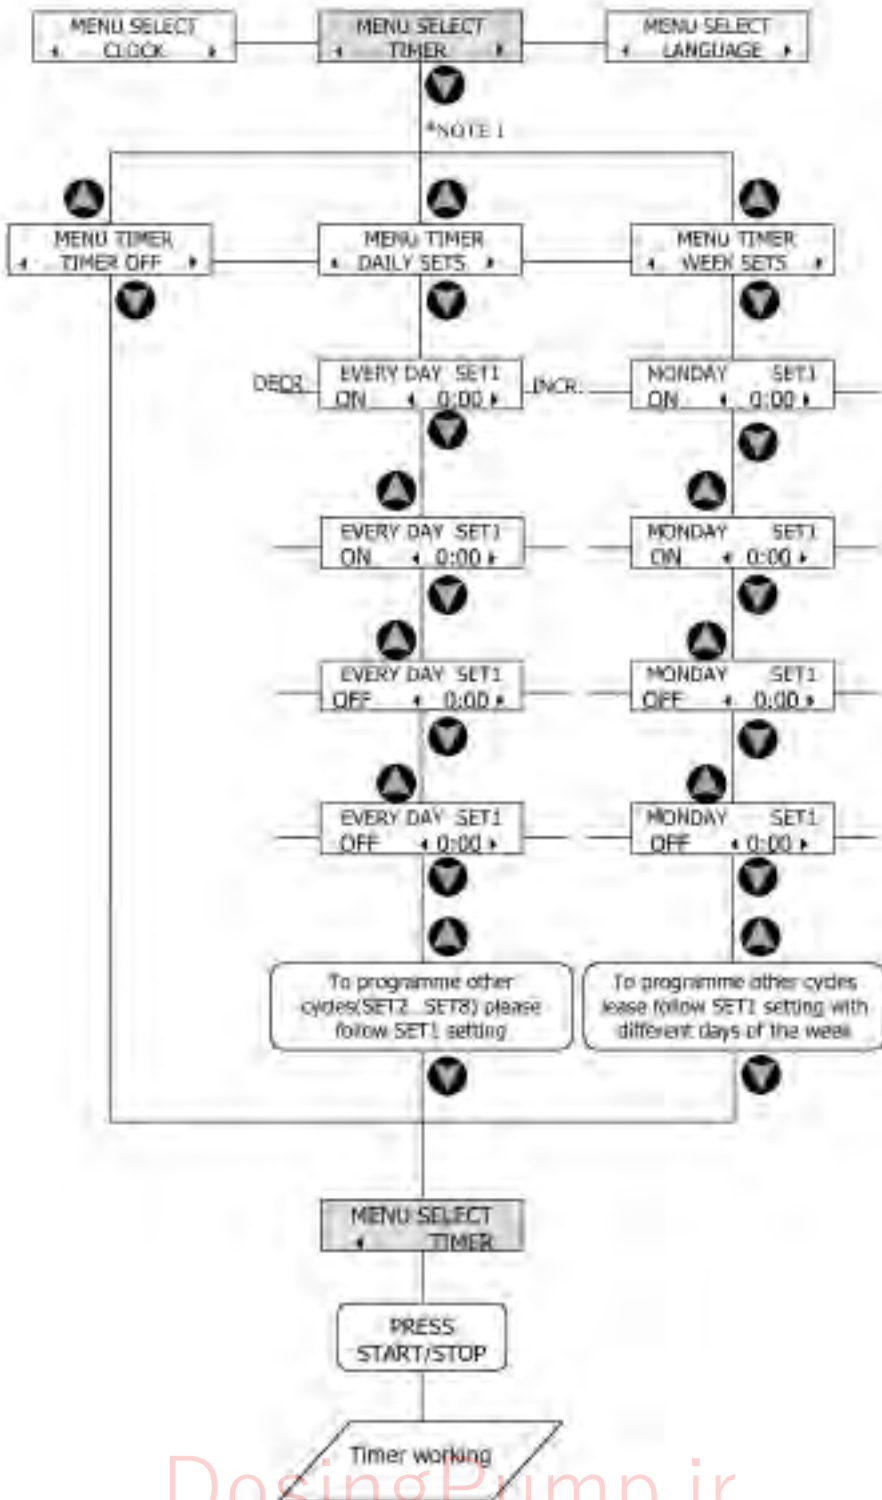 MENU SELECT
CLOCK
MENU SELECT
TIMER
MENU SELECT
LANGUAGE
*NOTE 1
MENU TIMER
TIMER OFF
MENU TIMER
DAILY SETS
MENU TIMER
WEEK SETS
DECR.
EVERY DAY SET1
ON 0:00
INCR.
MONDAY SET1
ON 0:00
EVERY DAY SET1
ON 0:00
MONDAY SET1
ON 0:00
EVERY DAY SET1
OFF 0:00
MONDAY SET1
OFF 0:00
EVERY DAY SET1
OFF 0:00
MONDAY SET1
OFF 0:00
To programme other
cycles(SET2...SET8) please
follow SET1 setting
To programme other cycles
lease follow SET1 setting with
different days of the week
MENU SELECT
TIMER
PRESS
START/STOP
Timer working
DosingPump.ir